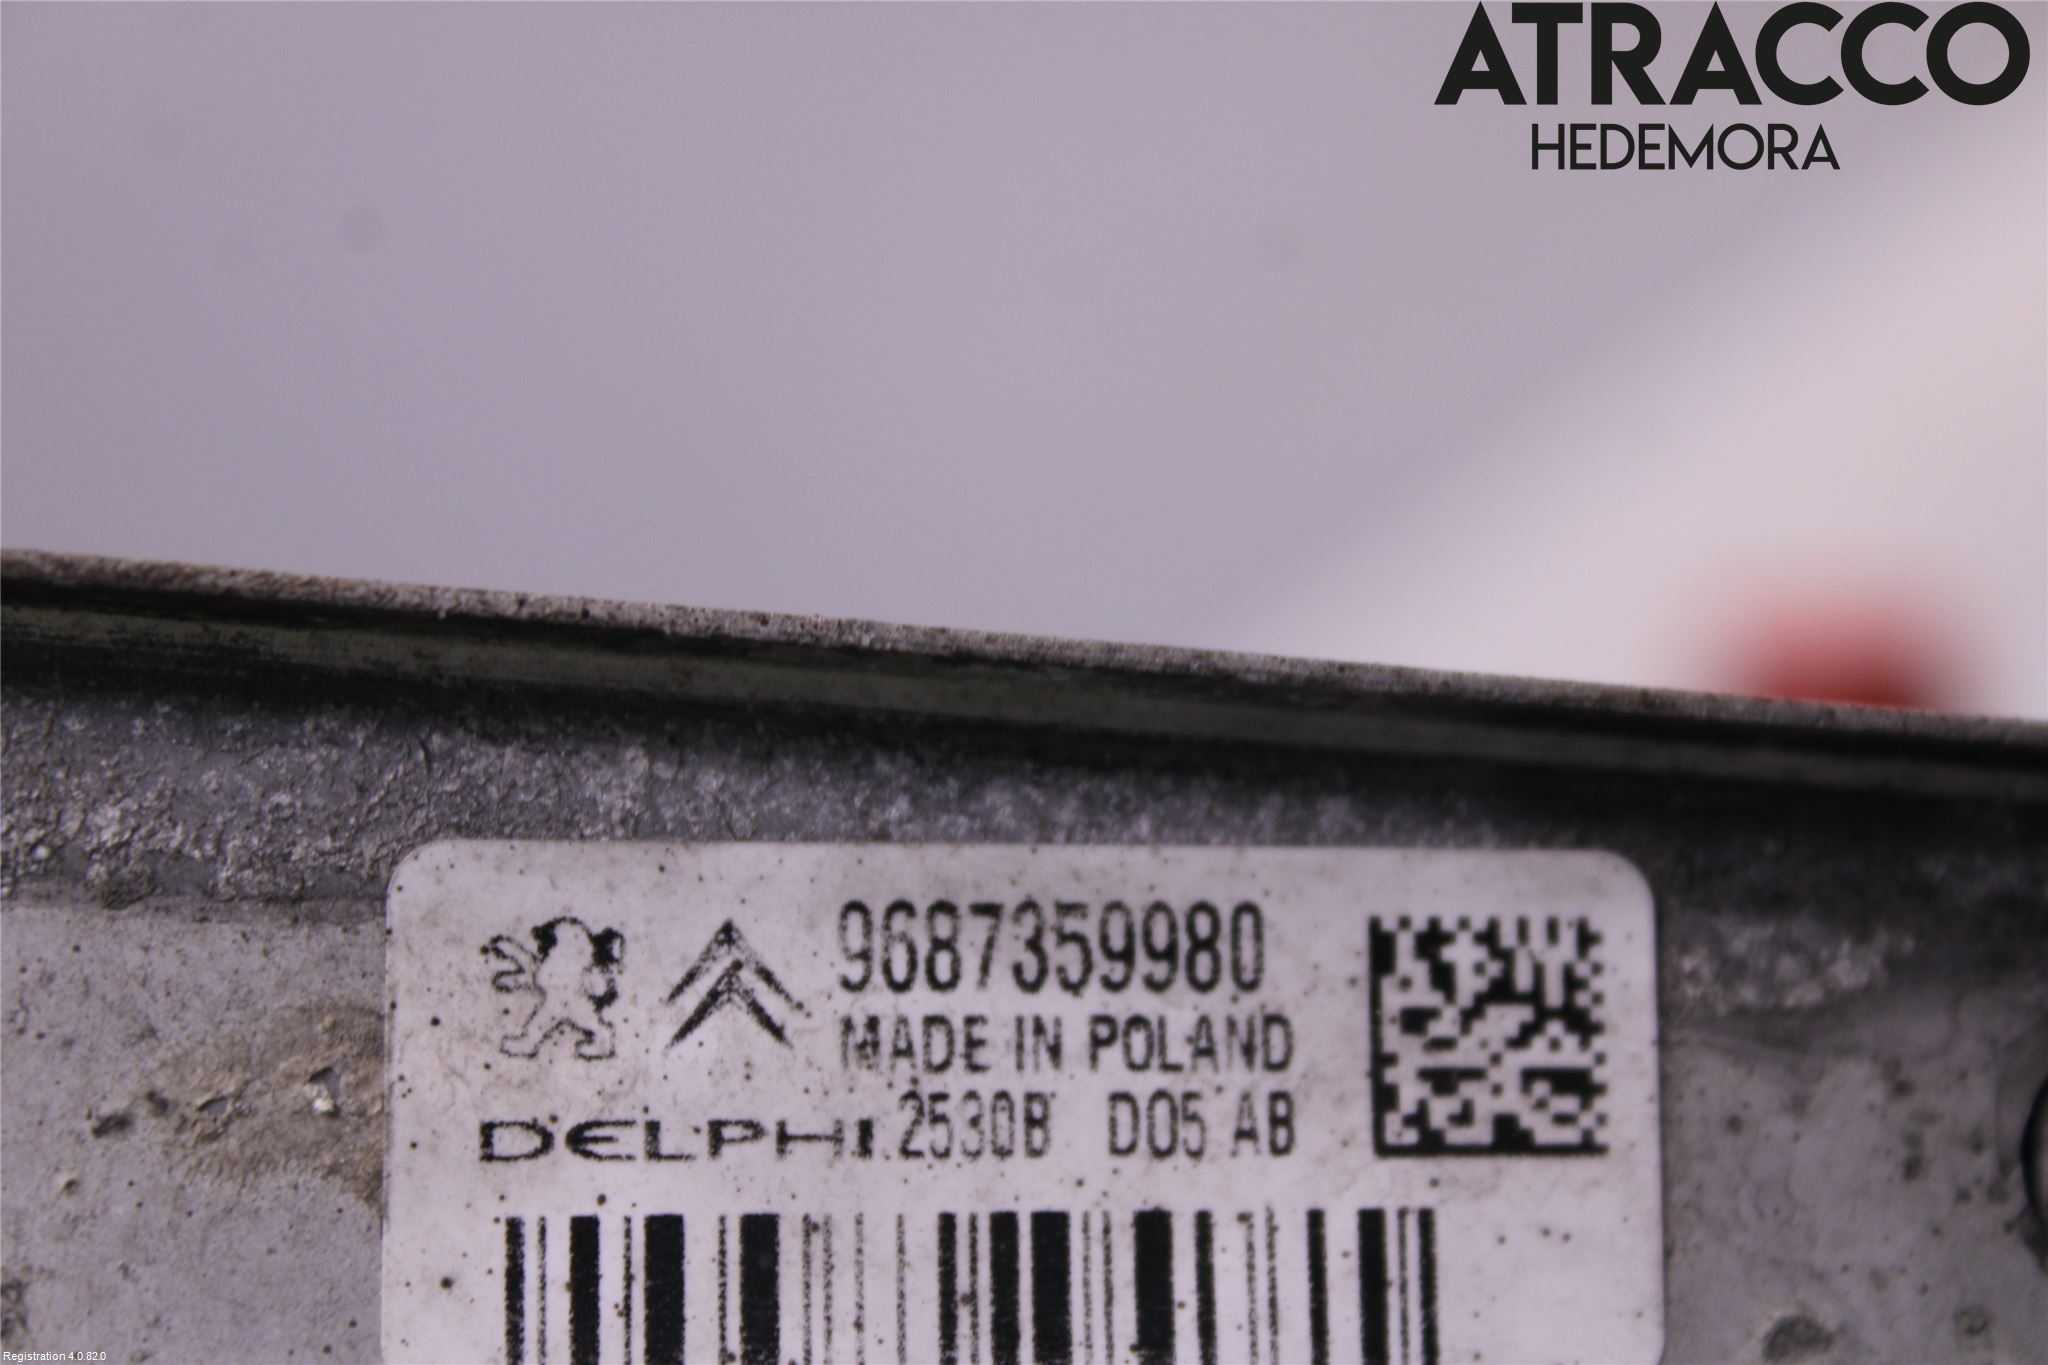 ATRACCO
HEDEMORA
9687359980
MADE IN POLAND
DELPHI 2530B D05 AB
Registration 4.0.82.0